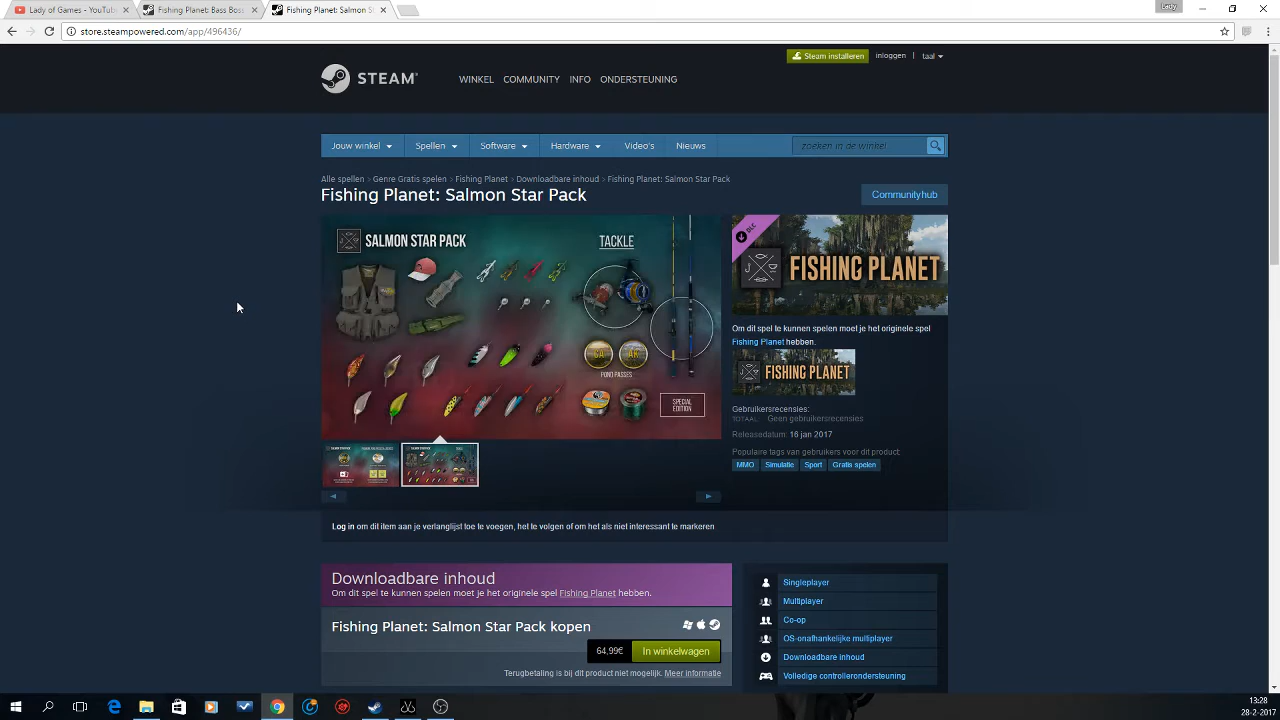 Lady of Games - YouTube
Fishing Planet: Bass Boss
Fishing Planet: Salmon St
Lady
store.steampowered.com/app/496436/
Steam installeren
inloggen
taal
STEAM
WINKEL COMMUNITY INFO ONDERSTEUNING
Jouw winkel Spellen Software Hardware Video's Nieuws zoeken in de winkel
Alle spellen > Genre Gratis spelen > Fishing Planet > Downloadbare inhoud > Fishing Planet: Salmon Star Pack
Fishing Planet: Salmon Star Pack
Communityhub
SALMON STAR PACK
TACKLE
CA AK
POND PASSES
SPECIAL
EDITION
DLC
FISHING PLANET
Om dit spel te kunnen spelen moet je het originele spel
Fishing Planet hebben.
FISHING PLANET
Gebruikersrecensies:
TOTAAL: Geen gebruikersrecensies
Releasedatum: 16 jan 2017
Populaire tags van gebruikers voor dit product:
MMO Simulatie Sport Gratis spelen
Log in om dit item aan je verlanglijst toe te voegen, het te volgen of om het als niet interessant te markeren
Downloadbare inhoud
Om dit spel te kunnen spelen moet je het originele spel Fishing Planet hebben.
Fishing Planet: Salmon Star Pack kopen
64,99€ In winkelwagen
Terugbetaling is bij dit product niet mogelijk. Meer informatie
Singleplayer
Multiplayer
Co-op
OS-onafhankelijke multiplayer
Downloadbare inhoud
Volledige controllerondersteuning
13:28
28-2-2017